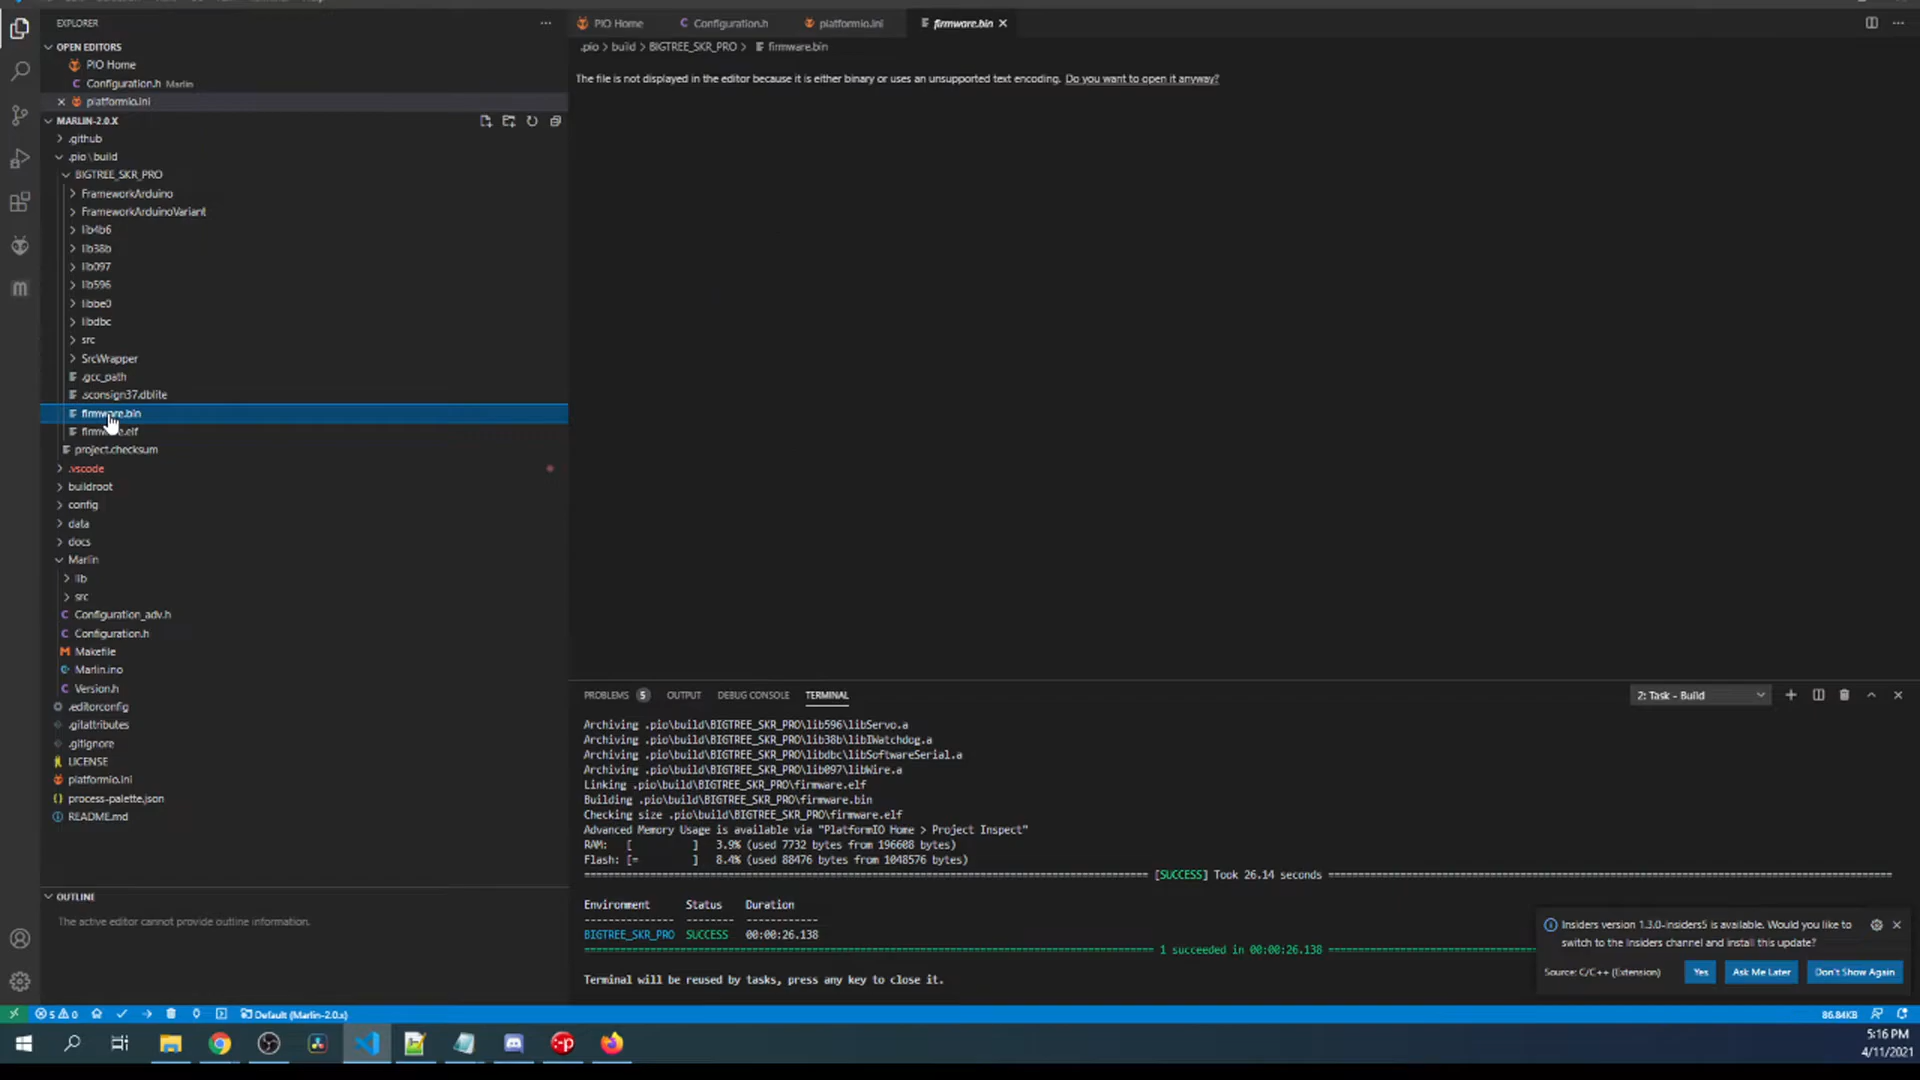 EXPLORER
OPEN EDITORS
PIO Home
Configuration.h Marlin
platformio.ini
MARLIN-2.0.X
.github
.pio \ build
BIGTREE_SKR_PRO
FrameworkArduino
FrameworkArduinoVariant
lib4b6
lib38b
lib097
lib596
libbe0
libdbc
src
SrcWrapper
.gcc_path
.sconsign37.dblite
firmware.bin
firmware.elf
project.checksum
.vscode
buildroot
config
data
docs
Marlin
lib
src
Configuration_adv.h
Configuration.h
Makefile
Marlin.ino
Version.h
.editorconfig
.gitattributes
.gitignore
LICENSE
platformio.ini
process-palette.json
README.md
OUTLINE
The active editor cannot provide outline information.
PIO Home Configuration.h platformio.ini firmware.bin
.pio > build > BIGTREE_SKR_PRO > firmware.bin
The file is not displayed in the editor because it is either binary or uses an unsupported text encoding. Do you want to open it anyway?
PROBLEMS 5 OUTPUT DEBUG CONSOLE TERMINAL 2: Task - Build
Archiving .pio\build\BIGTREE_SKR_PRO\lib596\libServo.a
Archiving .pio\build\BIGTREE_SKR_PRO\lib38b\libIWatchdog.a
Archiving .pio\build\BIGTREE_SKR_PRO\libdbc\libSoftwareSerial.a
Archiving .pio\build\BIGTREE_SKR_PRO\lib097\libWire.a
Linking .pio\build\BIGTREE_SKR_PRO\firmware.elf
Building .pio\build\BIGTREE_SKR_PRO\firmware.bin
Checking size .pio\build\BIGTREE_SKR_PRO\firmware.elf
Advanced Memory Usage is available via "PlatformIO Home > Project Inspect"
RAM: [ ] 3.9% (used 7732 bytes from 196608 bytes)
Flash: [= ] 8.4% (used 88476 bytes from 1048576 bytes)
[SUCCESS] Took 26.14 seconds
Environment Status Duration
BIGTREE_SKR_PRO SUCCESS 00:00:26.138
1 succeeded in 00:00:26.138
Terminal will be reused by tasks, press any key to close it.
Insiders version 1.3.0-insiders5 is available. Would you like to
switch to the Insiders channel and install this update?
Source: C/C++ (Extension) Yes Ask Me Later Don't Show Again
5 0 Default (Marlin-2.0.x) 86.84KB
5:16 PM
4/11/2021